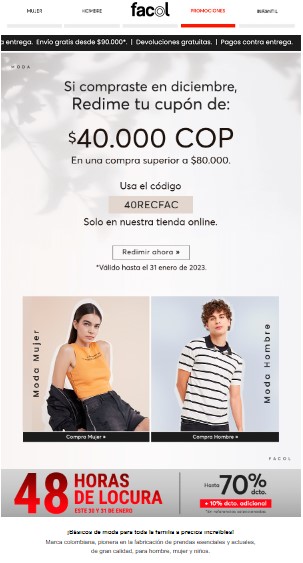 MUJER HOMBRE facol PROMOCIONES INFANTIL
o entrega. Envío gratis desde $90.000*. | Devoluciones gratuitas. | Pagos contra entrega.
MODA
Si compraste en diciembre,
Redime tu cupón de:
$40.000 COP
En una compra superior a $80.000.
Usa el código
40RECFAC
Solo en nuestra tienda online.
Redimir ahora »
*Válido hasta el 31 enero de 2023.
Moda Mujer
Moda Hombre
Compra Mujer »
Compra Hombre »
FACOL
48 HORAS
DE LOCURA
ESTE 30 Y 31 DE ENERO
Hasta 70% dcto.
+ 10% dcto. adicional
*En referencias seleccionadas
¡Básicos de moda para toda la familia a precios increíbles!
Marca colombiana, pionera en la fabricación de prendas esenciales y actuales,
de gran calidad, para hombre, mujer y niños.